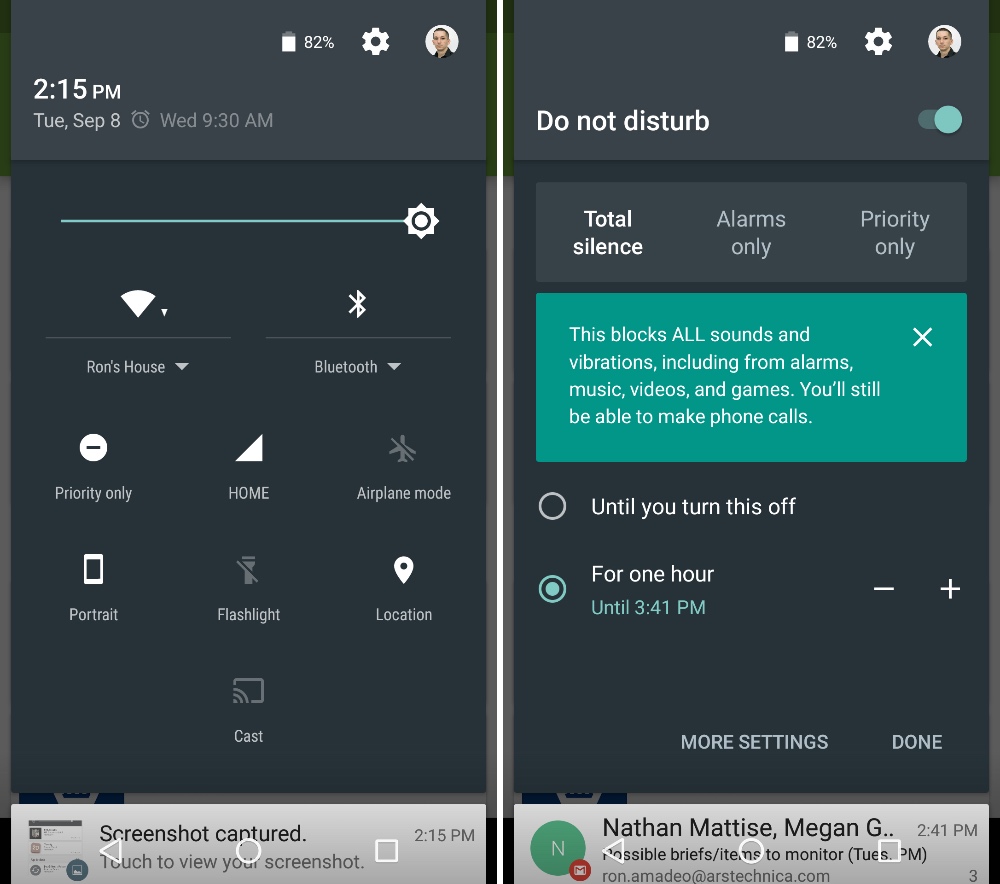 82%
2:15 PM
Tue, Sep 8 Wed 9:30 AM
Ron's House
Bluetooth
Priority only
HOME
Airplane mode
Portrait
Flashlight
Location
Cast
Screenshot captured.
2:15 PM
Touch to view your screenshot.
82%
Do not disturb
Total
silence
Alarms
only
Priority
only
This blocks ALL sounds and
vibrations, including from alarms,
music, videos, and games. You’ll still
be able to make phone calls.
Until you turn this off
For one hour
Until 3:41 PM
MORE SETTINGS
DONE
N
Nathan Mattise, Megan G..
2:41 PM
Possible briefs/items to monitor (Tues. PM)
ron.amadeo@arstechnica.com
3